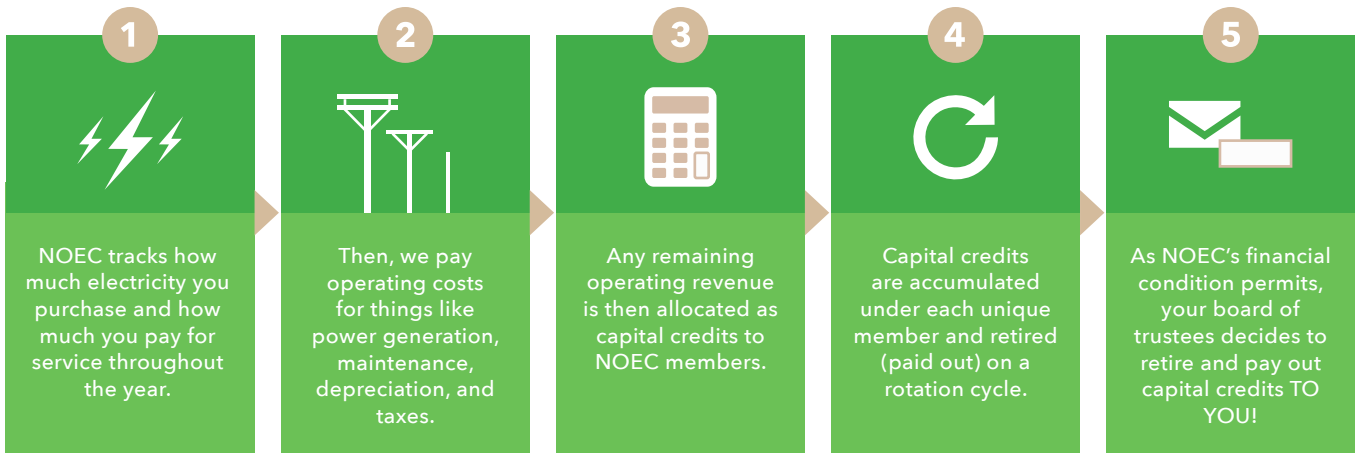 1
NOEC tracks how
much electricity you
purchase and how
much you pay for
service throughout
the year.
2
Then, we pay
operating costs
for things like
power generation,
maintenance,
depreciation, and
taxes.
3
Any remaining
operating revenue
is then allocated as
capital credits to
NOEC members.
4
Capital credits
are accumulated
under each unique
member and retired
(paid out) on a
rotation cycle.
5
As NOEC’s financial
condition permits,
your board of
trustees decides to
retire and pay out
capital credits TO
YOU!